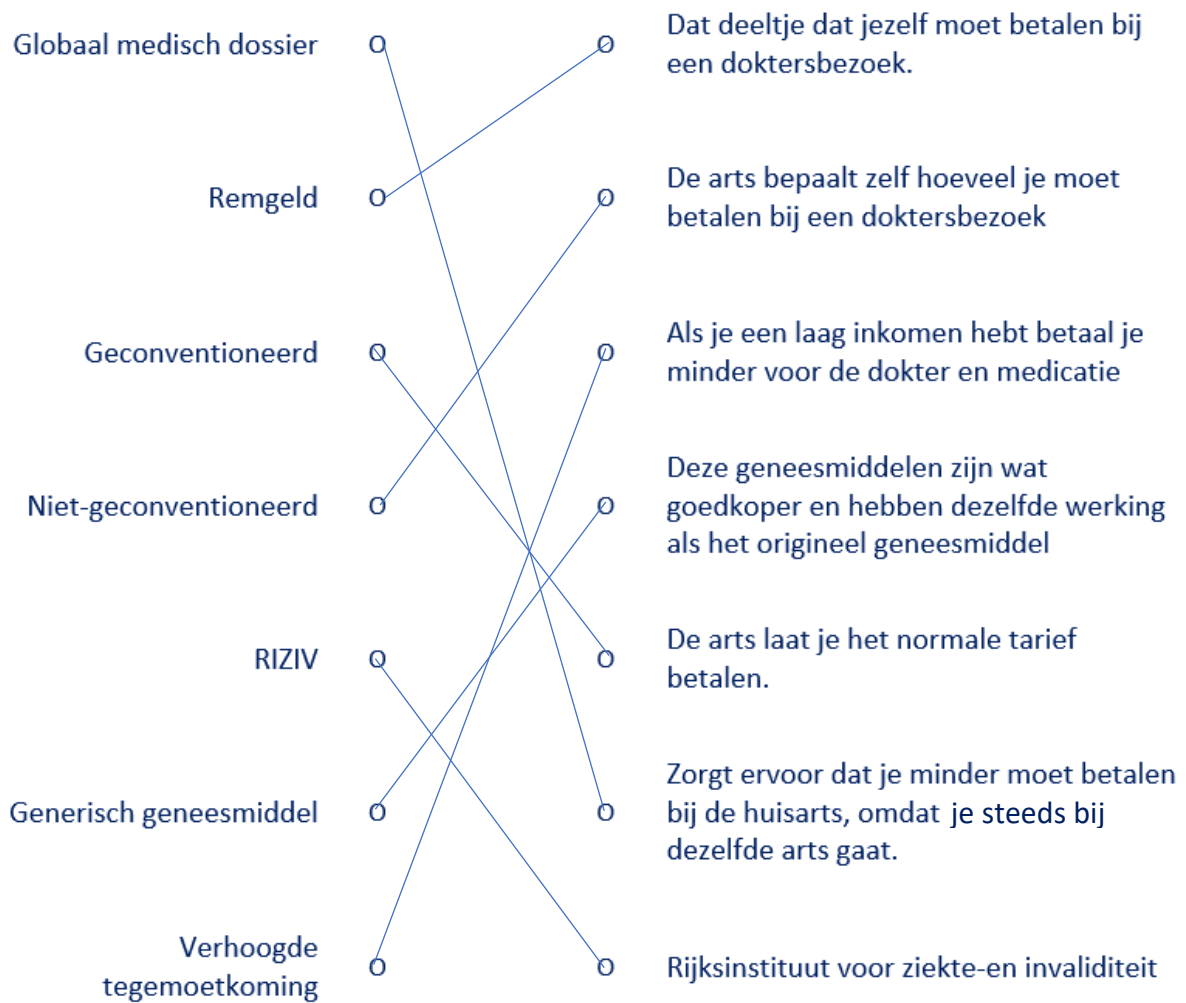 Globaal medisch dossier O O Dat deeltje dat jezelf moet betalen bij
een doktersbezoek.
Remgeld O O De arts bepaalt zelf hoeveel je moet
betalen bij een doktersbezoek
Geconventioneerd O O Als je een laag inkomen hebt betaal je
minder voor de dokter en medicatie
Niet-geconventioneerd O O Deze geneesmiddelen zijn wat
goedkoper en hebben dezelfde werking
als het origineel geneesmiddel
RIZIV O O De arts laat je het normale tarief
betalen.
Generisch geneesmiddel O O Zorgt ervoor dat je minder moet betalen
bij de huisarts, omdat je steeds bij
dezelfde arts gaat.
Verhoogde
tegemoetkoming O O Rijksinstituut voor ziekte-en invaliditeit